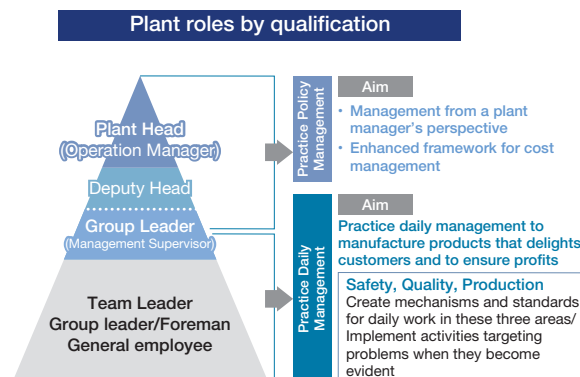 Plant roles by qualification
Plant Head
(Operation Manager)
Deputy Head
Group Leader
(Management Supervisor)
Team Leader
Group leader/Foreman
General employee
Practice Policy
Management
Aim
• Management from a plant
manager's perspective
• Enhanced framework for cost
management
Practice Daily
Management
Aim
Practice daily management to
manufacture products that delights
customers and to ensure profits
Safety, Quality, Production
Create mechanisms and standards
for daily work in these three areas/
Implement activities targeting
problems when they become
evident